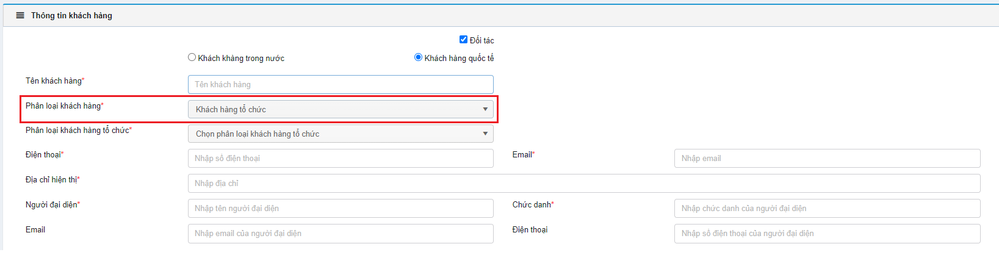 Thông tin khách hàng
Đối tác
Khách khàng trong nước
Khách hàng quốc tế
Tên khách hàng*
Tên khách hàng
Phân loại khách hàng*
Khách hàng tổ chức
Phân loại khách hàng tổ chức*
Chọn phân loại khách hàng tổ chức
Điện thoại*
Nhập số điện thoại
Email*
Nhập email
Địa chỉ hiện thị*
Nhập địa chỉ
Người đại diện*
Nhập tên người đại diện
Chức danh*
Nhập chức danh của người đại diện
Email
Nhập email của người đại diện
Điện thoại
Nhập số điện thoại của người đại diện